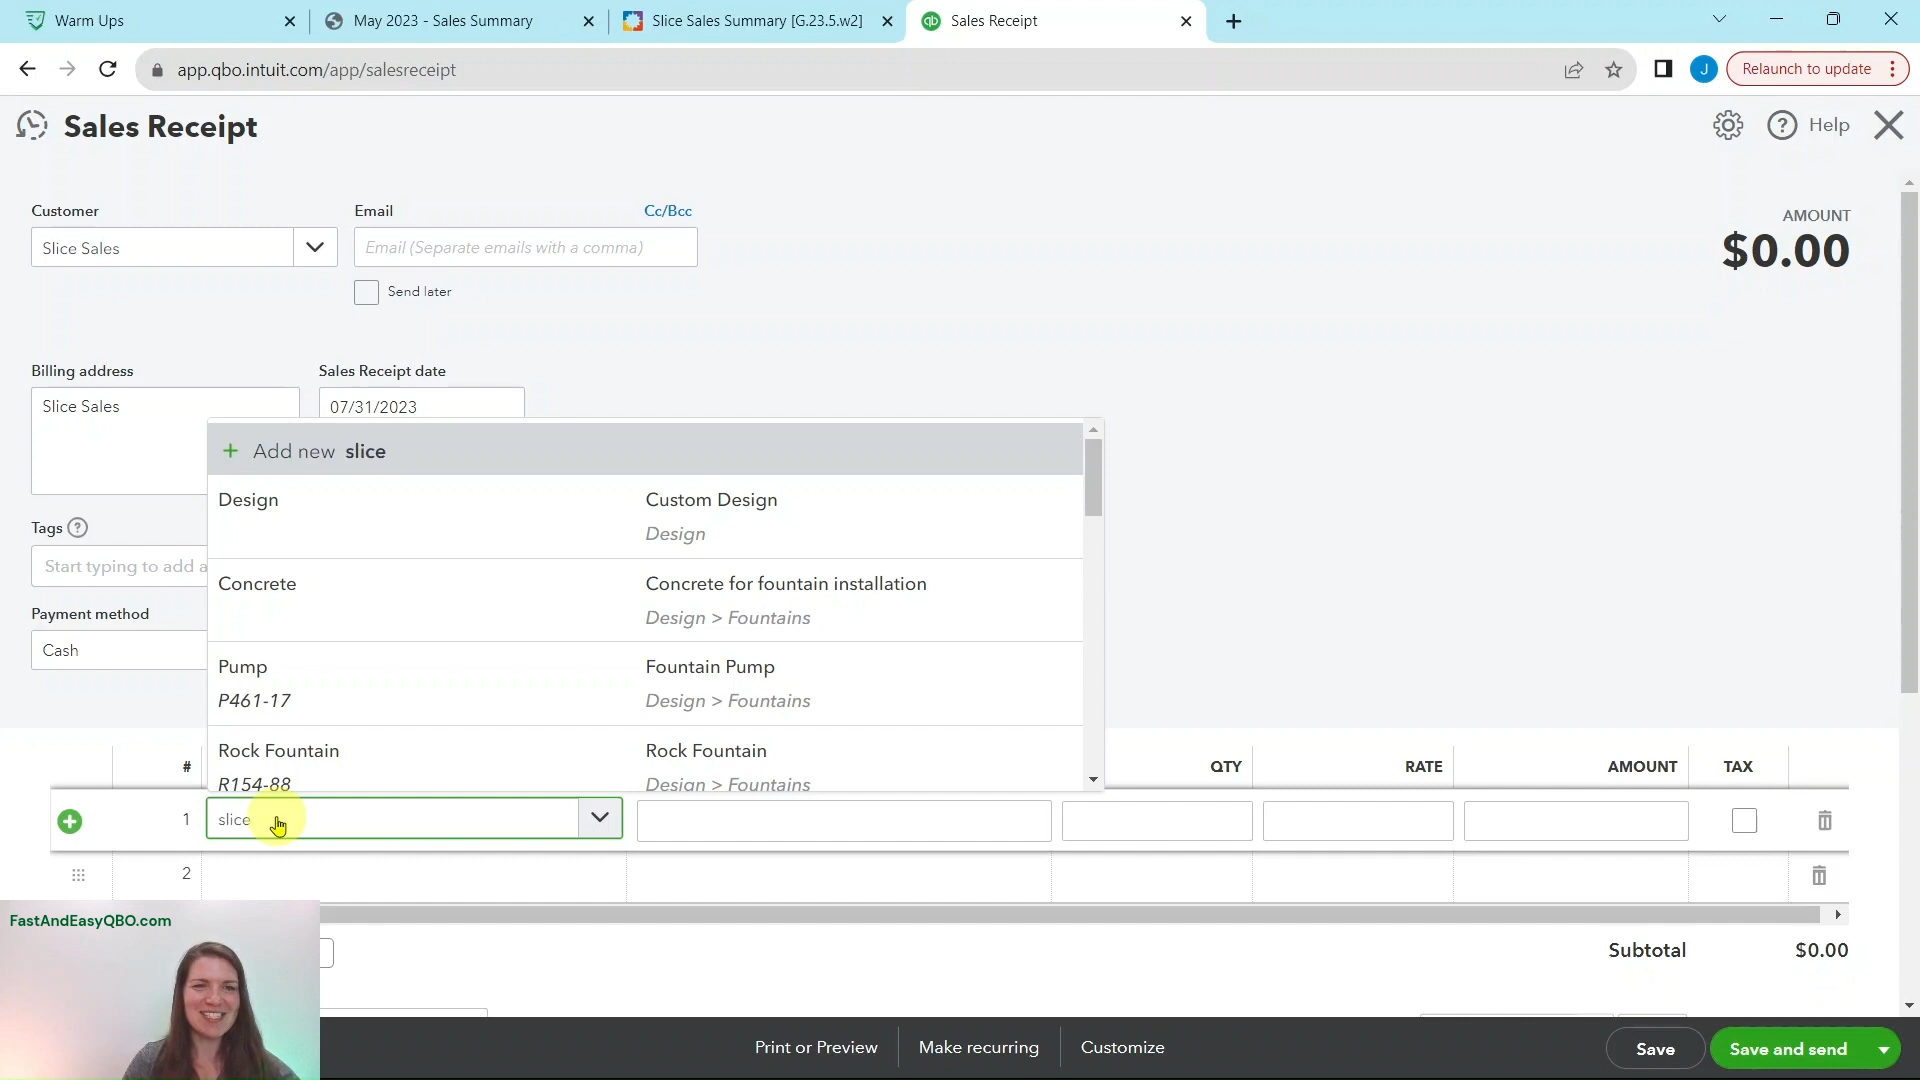 Warm Ups
May 2023 - Sales Summary
Slice Sales Summary [G.23.5.w2]
Sales Receipt
app.qbo.intuit.com/app/salesreceipt
J
Relaunch to update
Sales Receipt
Help
Customer
Email
Cc/Bcc
AMOUNT
Slice Sales
Email (Separate emails with a comma)
$0.00
Send later
Billing address
Sales Receipt date
Slice Sales
07/31/2023
+ Add new slice
Design
Custom Design
Design
Tags
Start typing to add a
Concrete
Concrete for fountain installation
Design > Fountains
Payment method
Cash
Pump
Fountain Pump
P461-17
Design > Fountains
Rock Fountain
Rock Fountain
R154-88
Design > Fountains
#
QTY
RATE
AMOUNT
TAX
1
slice
2
FastAndEasyQBO.com
Subtotal
$0.00
Print or Preview
Make recurring
Customize
Save
Save and send